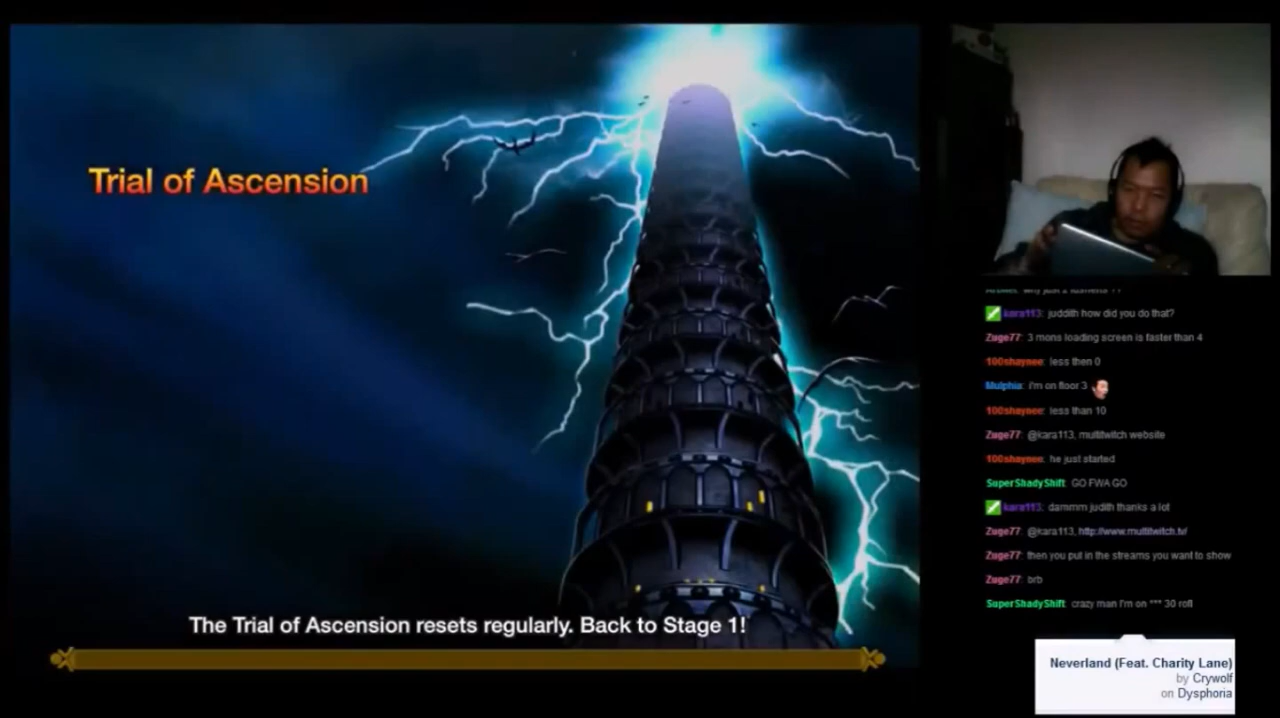 Trial of Ascension
The Trial of Ascension resets regularly. Back to Stage 1!
kara113: juddith how did you do that?
Zuge77: 3 mons loading screen is faster than 4
100shaynee: less then 0
Mulphia: i'm on floor 3
100shaynee: less than 10
Zuge77: @kara113, multitwitch website
100shaynee: he just started
SuperShadyShift: GO FWA GO
kara113: dammm judith thanks a lot
Zuge77: @kara113, http://www.multitwitch.tv/
Zuge77: then you put in the streams you want to show
Zuge77: brb
SuperShadyShift: crazy man I'm on *** 30 rofl
Neverland (Feat. Charity Lane)
by Crywolf
on Dysphoria